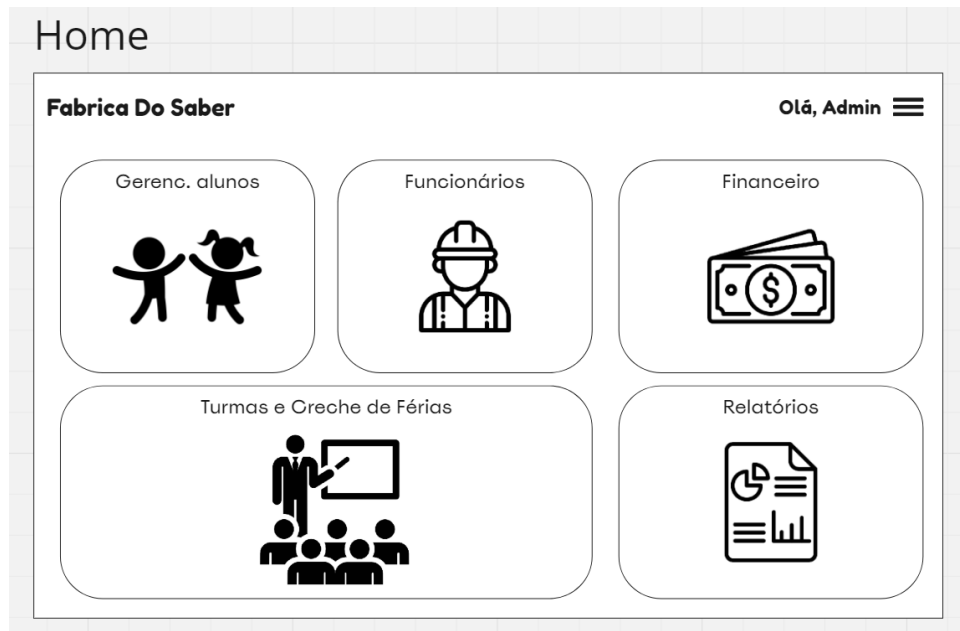 Home
Fabrica Do Saber
Olá, Admin
Gerenc. alunos
Funcionários
Financeiro
$
Turmas e Creche de Férias
Relatórios